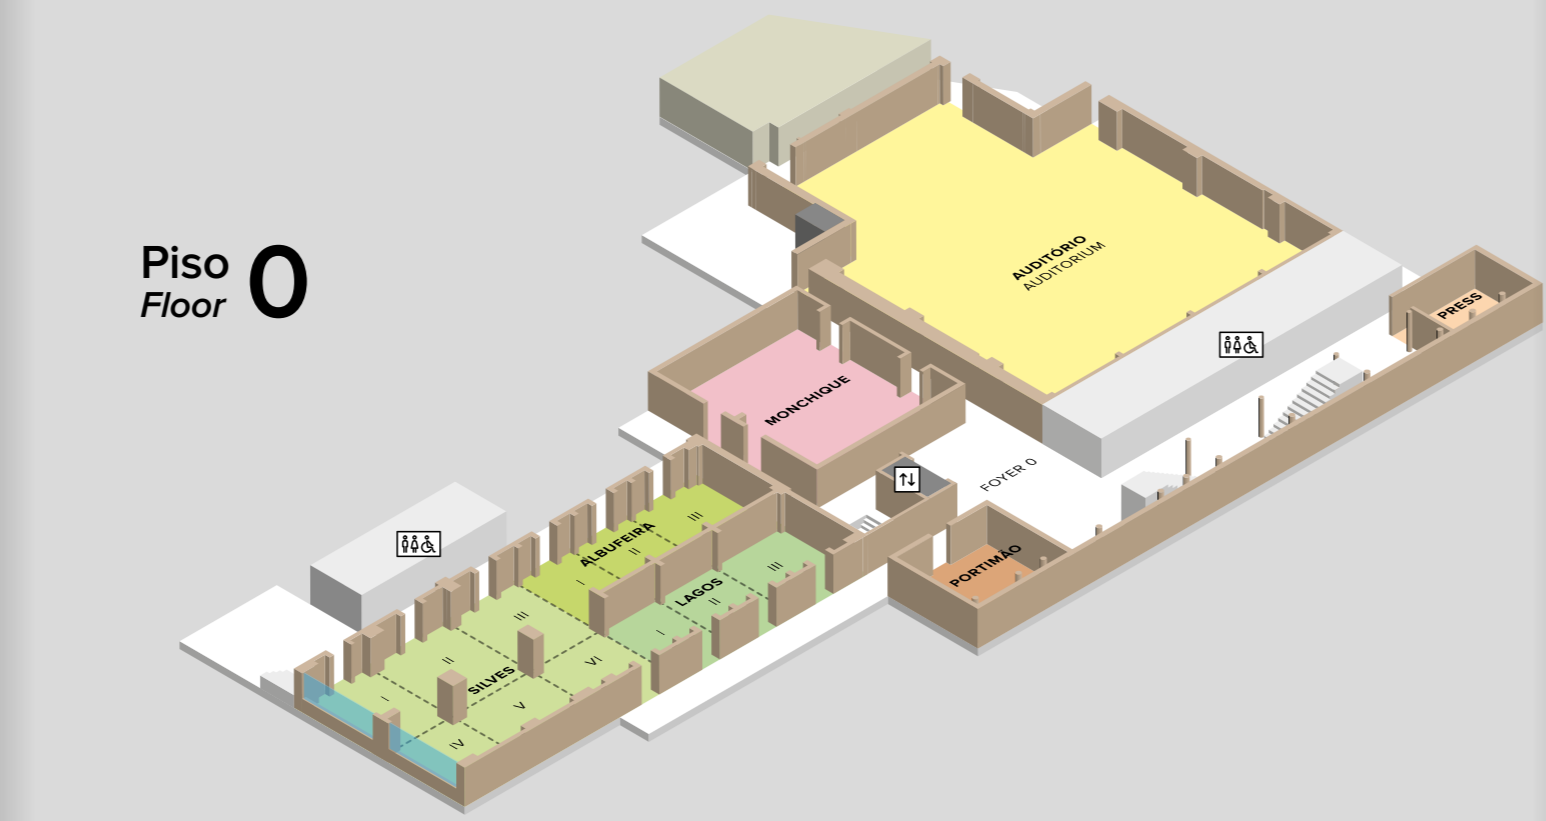 Piso
Floor
0
AUDITÓRIO
AUDITORIUM
PRESS
MONCHIQUE
FOYER 0
PORTIMÃO
ALBUFEIRA
I
II
III
LAGOS
I
II
III
SILVES
I
II
III
IV
V
VI